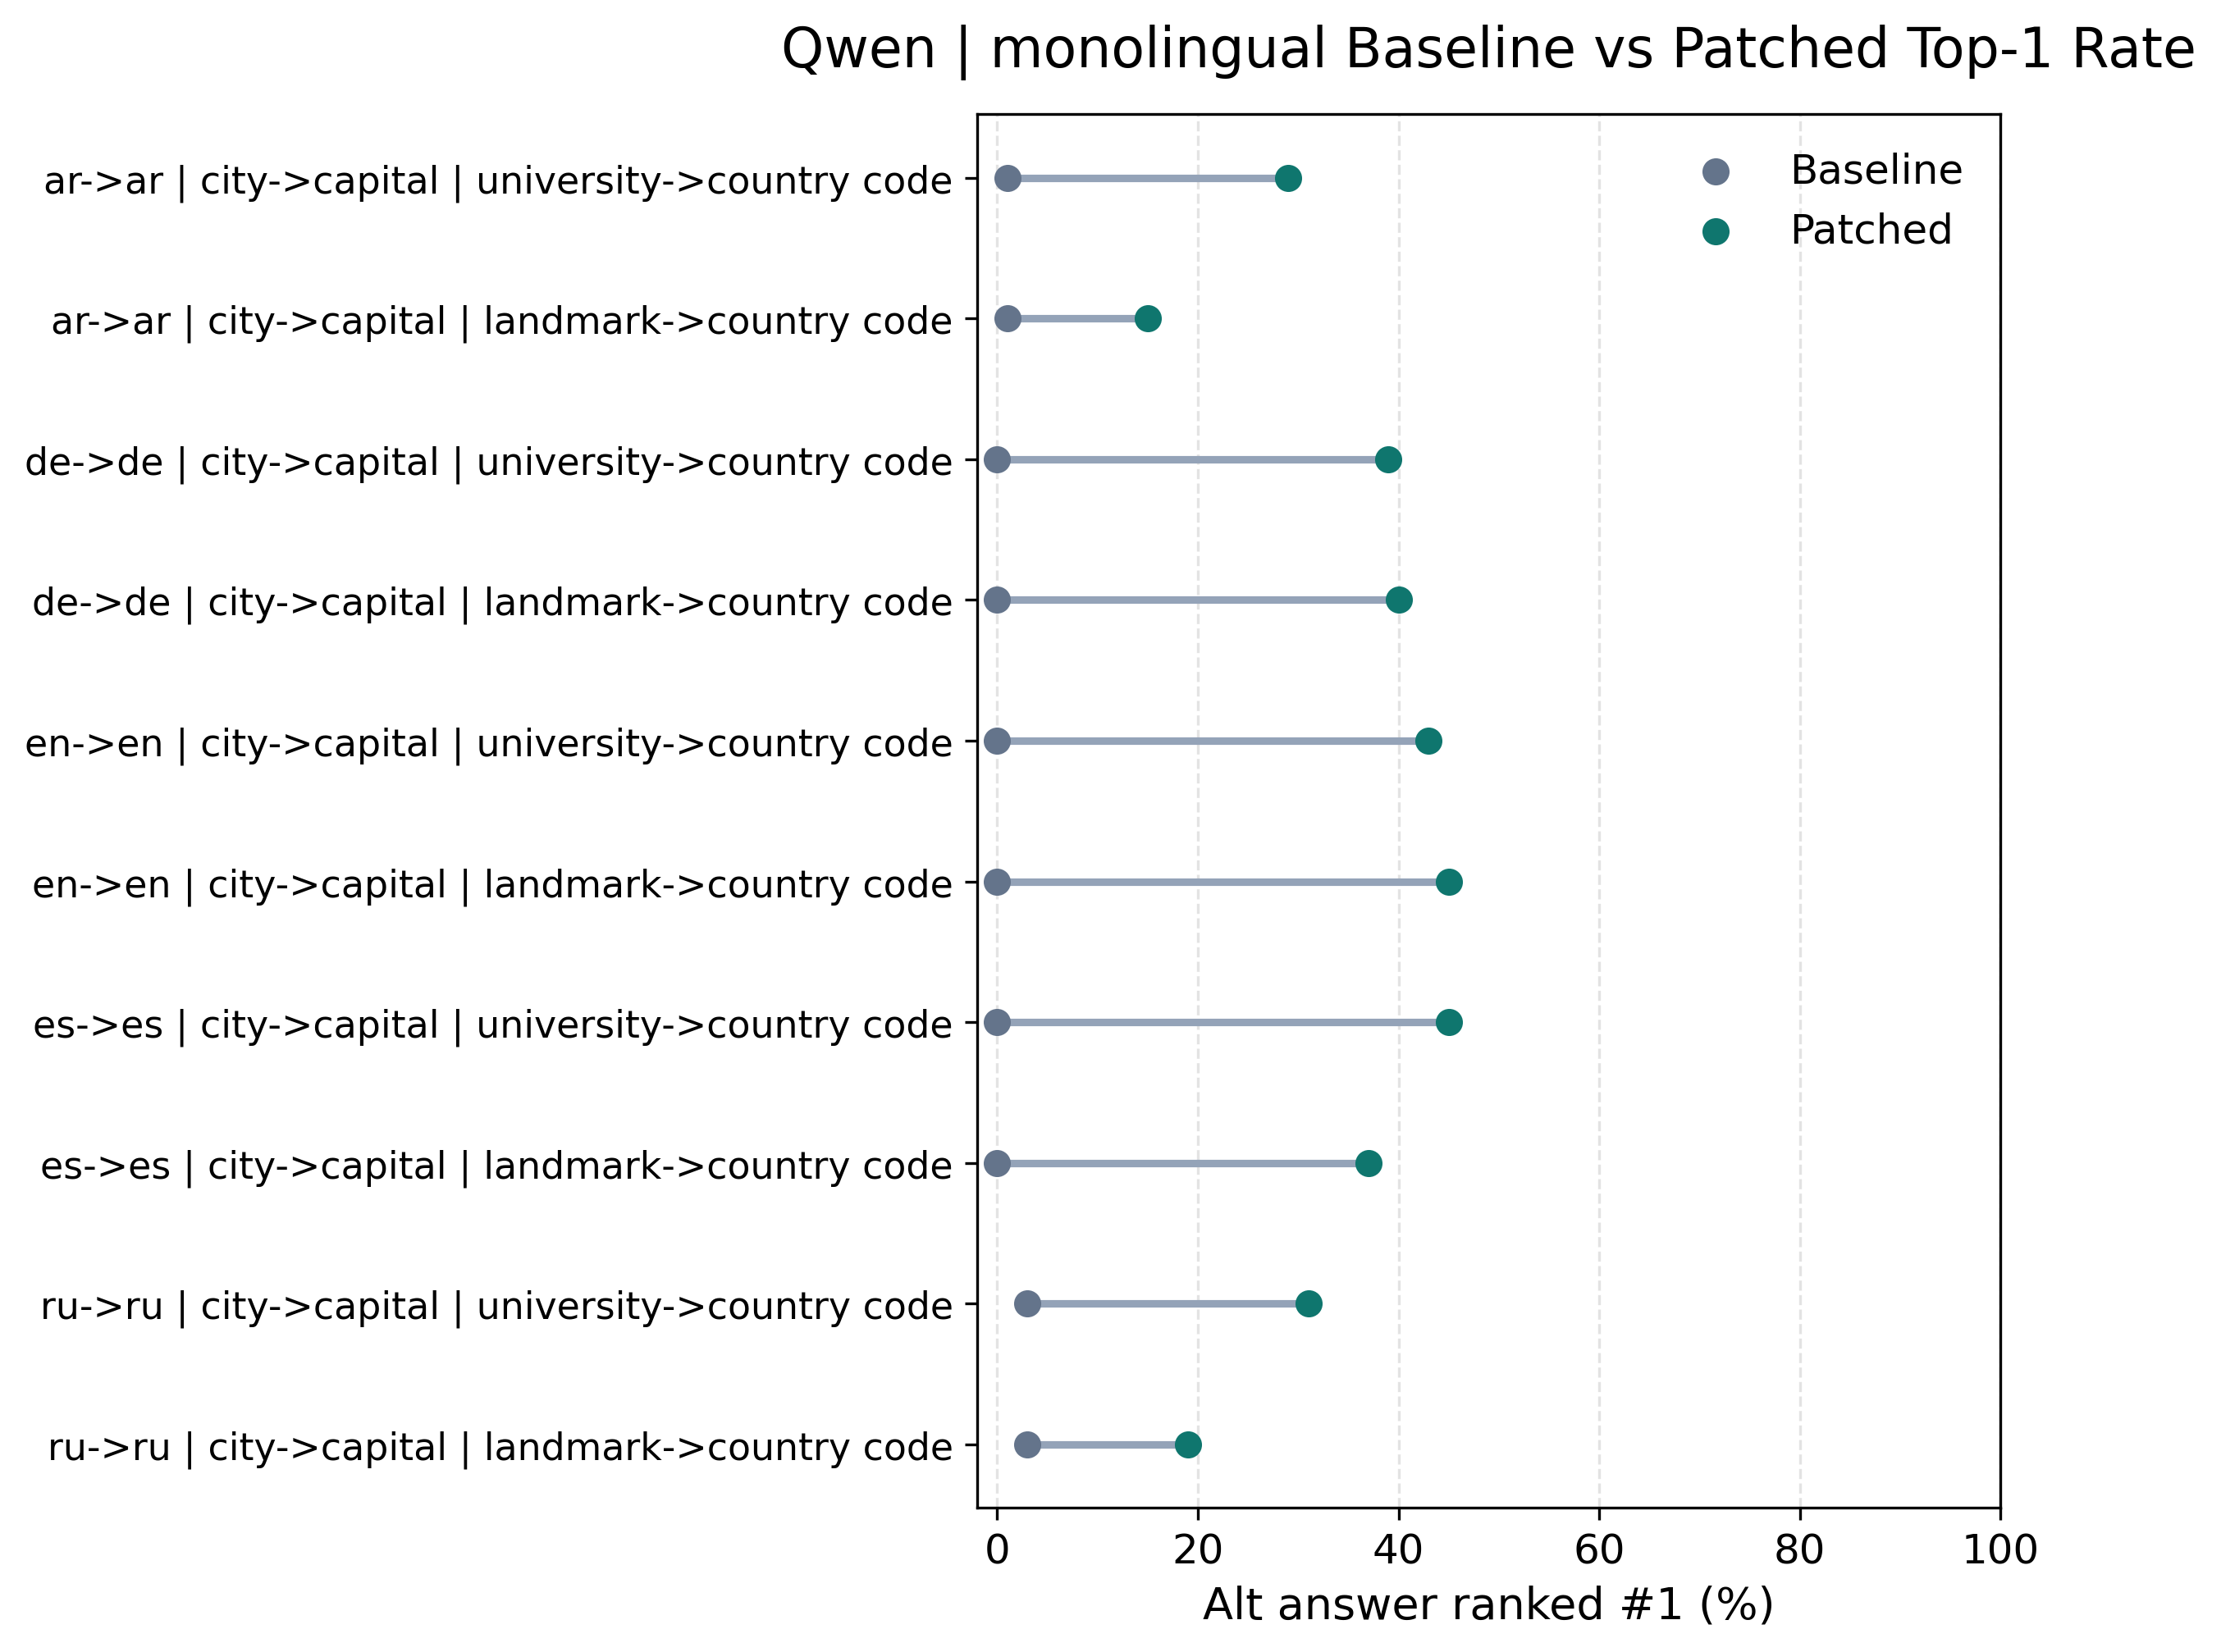 Qwen | monolingual Baseline vs Patched Top-1 Rate
ar->ar | city->capital | university->country code
ar->ar | city->capital | landmark->country code
de->de | city->capital | university->country code
de->de | city->capital | landmark->country code
en->en | city->capital | university->country code
en->en | city->capital | landmark->country code
es->es | city->capital | university->country code
es->es | city->capital | landmark->country code
ru->ru | city->capital | university->country code
ru->ru | city->capital | landmark->country code
Baseline
Patched
0 20 40 60 80 100
Alt answer ranked #1 (%)